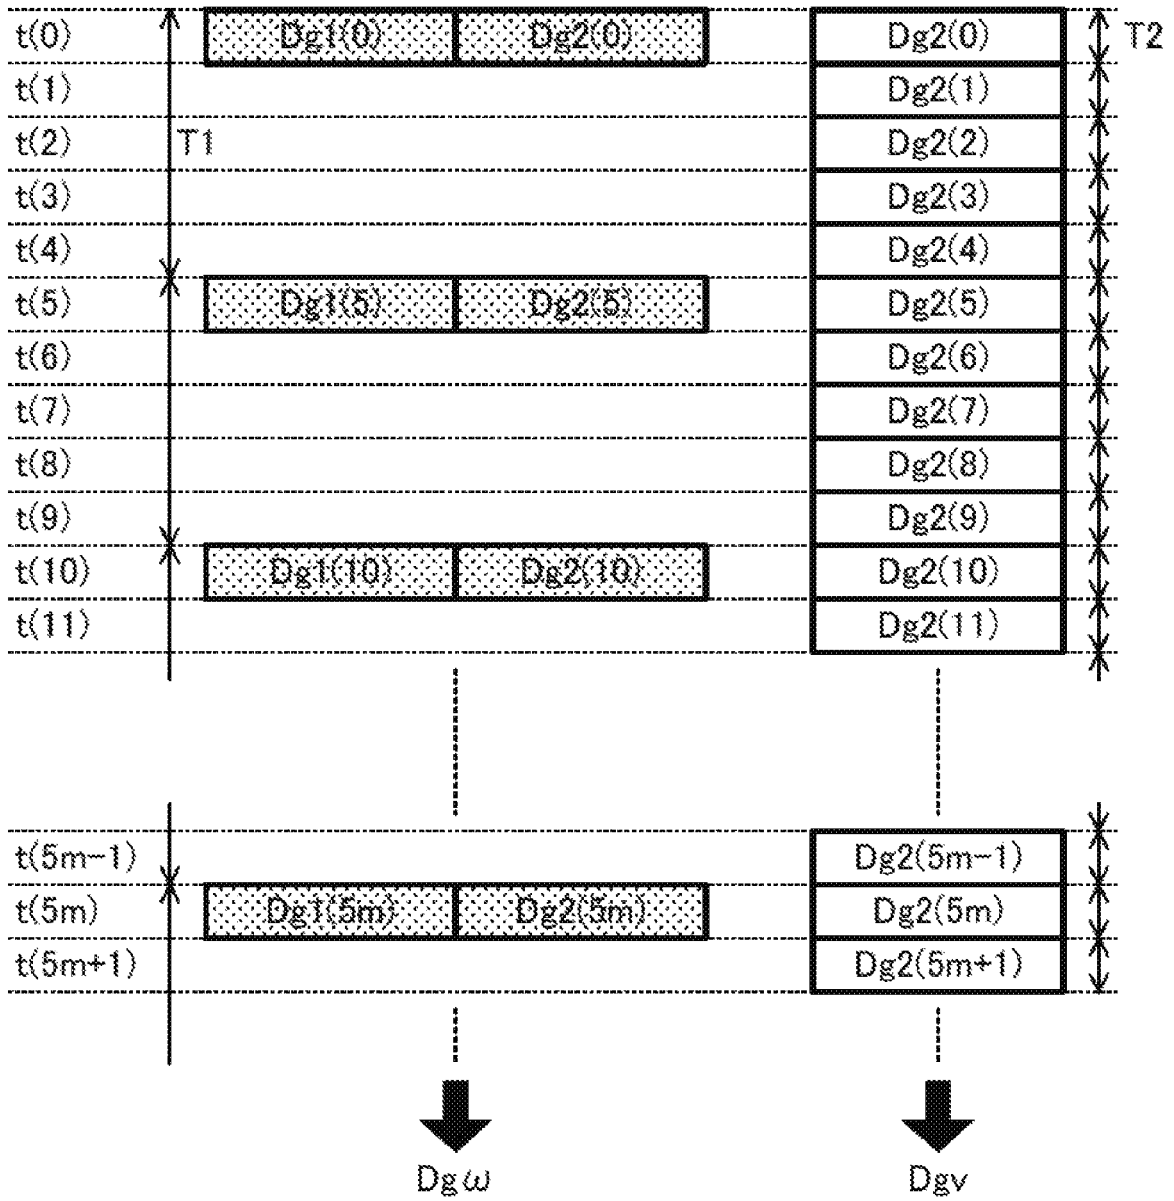 t(0) Dg1(0) Dg2(0) Dg2(0) T2
t(1) Dg2(1)
t(2) T1 Dg2(2)
t(3) Dg2(3)
t(4) Dg2(4)
t(5) Dg1(5) Dg2(5) Dg2(5)
t(6) Dg2(6)
t(7) Dg2(7)
t(8) Dg2(8)
t(9) Dg2(9)
t(10) Dg1(10) Dg2(10) Dg2(10)
t(11) Dg2(11)
t(5m-1) Dg2(5m-1)
t(5m) Dg1(5m) Dg2(5m) Dg2(5m)
t(5m+1) Dg2(5m+1)
Dgω Dgv